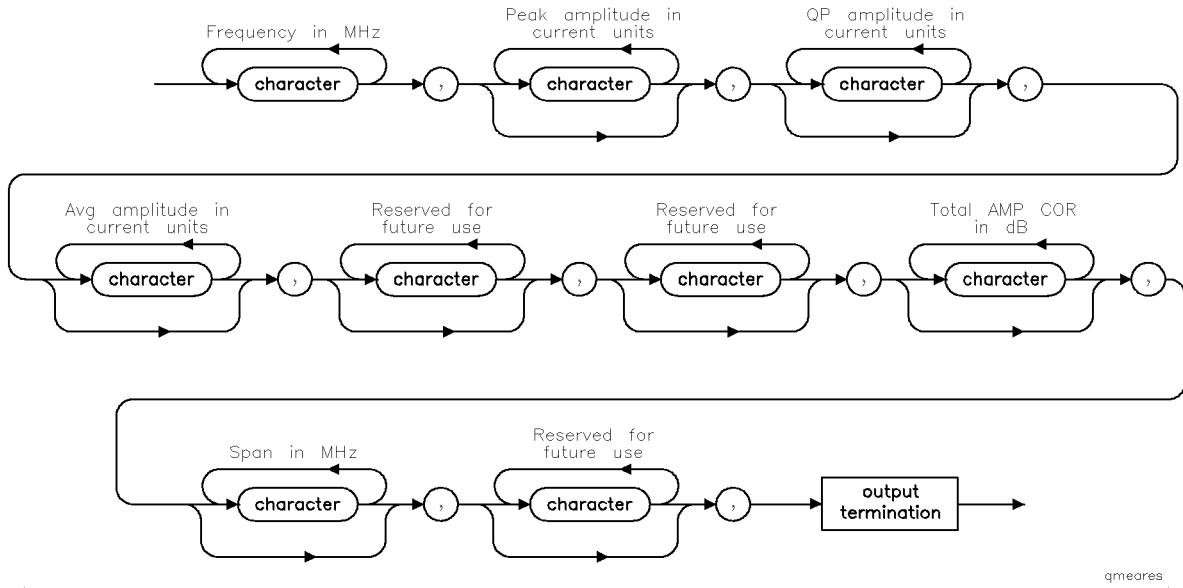 Frequency in MHz
Peak amplitude in
current units
QP amplitude in
current units
character , character , character ,
Avg amplitude in
current units
Reserved for
future use
Reserved for
future use
Total AMP COR
in dB
character , character , character , character ,
Span in MHz
Reserved for
future use
character , character , output
termination
qmeares